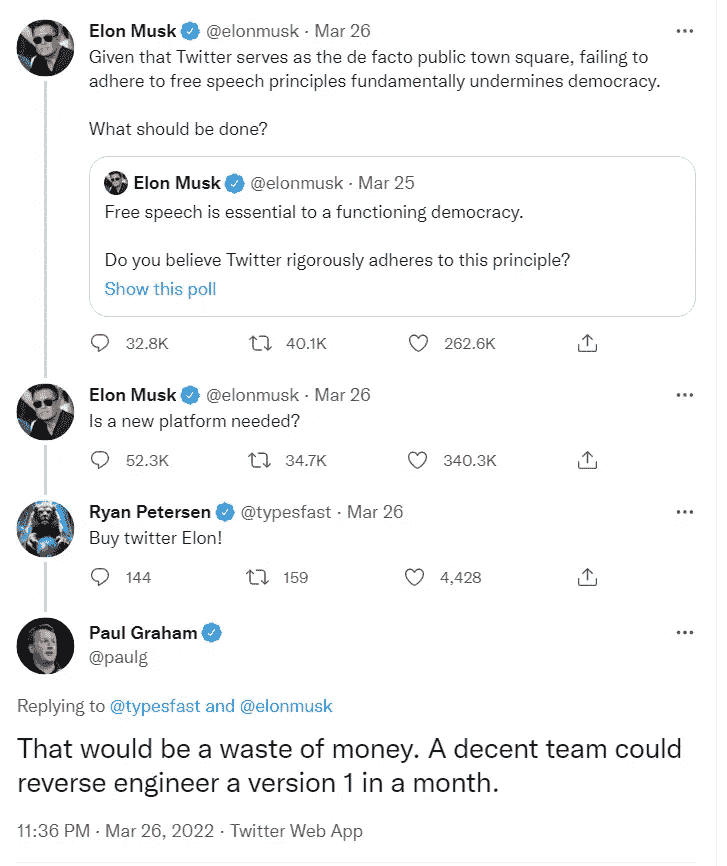 Elon Musk @elonmusk · Mar 26
Given that Twitter serves as the de facto public town square, failing to
adhere to free speech principles fundamentally undermines democracy.
What should be done?
Elon Musk @elonmusk · Mar 25
Free speech is essential to a functioning democracy.
Do you believe Twitter rigorously adheres to this principle?
Show this poll
32.8K 40.1K 262.6K
Elon Musk @elonmusk · Mar 26
Is a new platform needed?
52.3K 34.7K 340.3K
Ryan Petersen @typesfast · Mar 26
Buy twitter Elon!
144 159 4,428
Paul Graham
@paulg
Replying to @typesfast and @elonmusk
That would be a waste of money. A decent team could
reverse engineer a version 1 in a month.
11:36 PM · Mar 26, 2022 · Twitter Web App